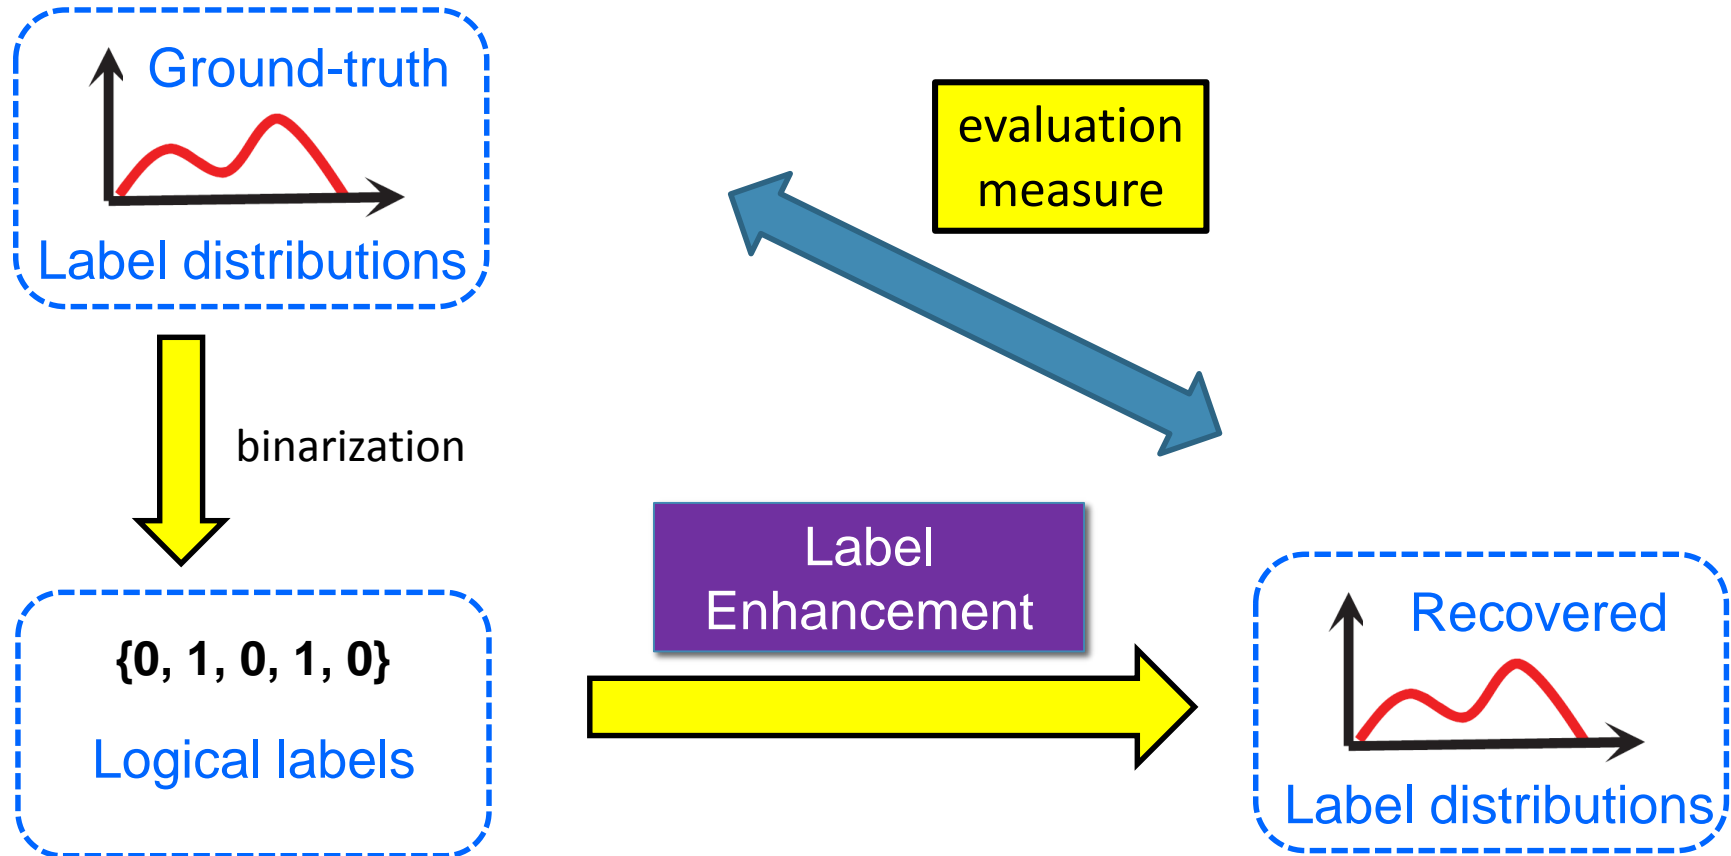 Ground-truth
Label distributions
evaluation
measure
binarization
Label
Enhancement
{0, 1, 0, 1, 0}
Logical labels
Recovered
Label distributions